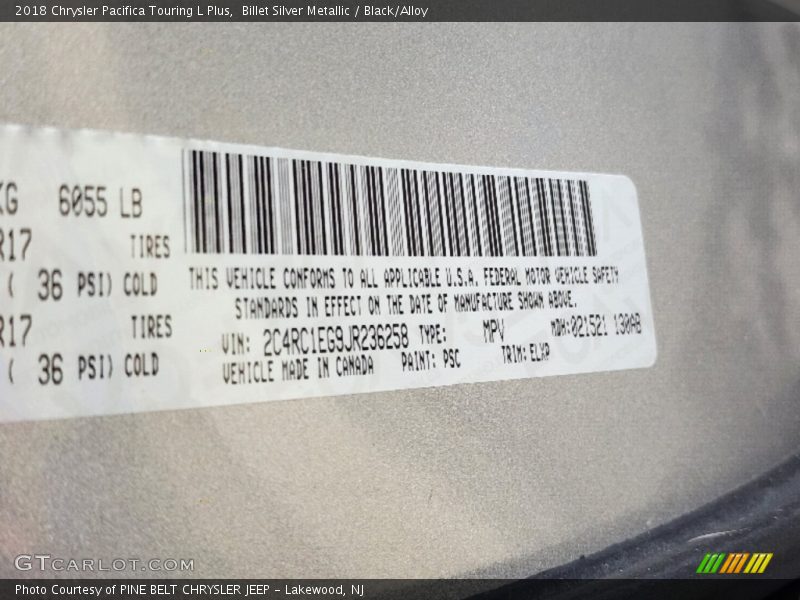 2018 Chrysler Pacifica Touring L Plus, Billet Silver Metallic / Black/Alloy
KG 6055 LB
R17 TIRES
( 36 PSI) COLD
R17 TIRES
( 36 PSI) COLD
THIS VEHICLE CONFORMS TO ALL APPLICABLE U.S.A. FEDERAL MOTOR VEHICLE SAFETY
STANDARDS IN EFFECT ON THE DATE OF MANUFACTURE SHOWN ABOVE.
VIN: 2C4RC1EG9JR236258 TYPE: MPV MDH:021521 130AB
VEHICLE MADE IN CANADA PAINT: PSC TRIM: ELXP
GTCARLOT.COM
Photo Courtesy of PINE BELT CHRYSLER JEEP - Lakewood, NJ